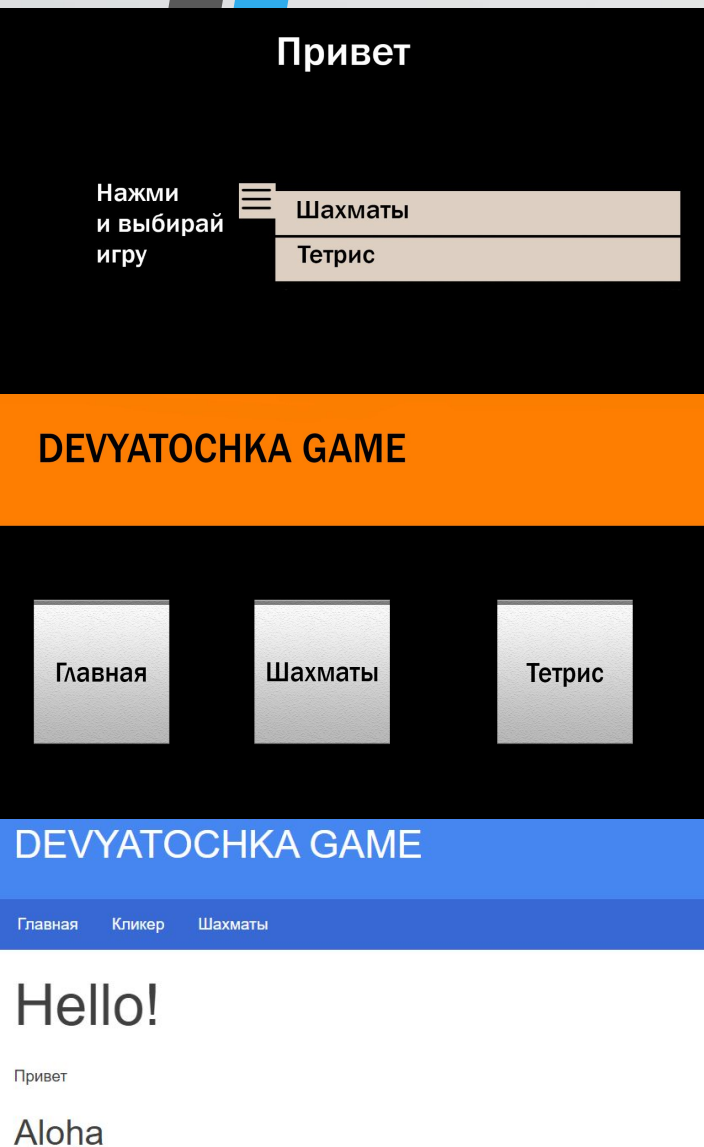 Привет
Нажми
и выбирай
игру
Шахматы
Тетрис
DEVYATOCHKA GAME
Главная Шахматы Тетрис
DEVYATOCHKA GAME
Главная Кликер Шахматы
Hello!
Привет
Aloha